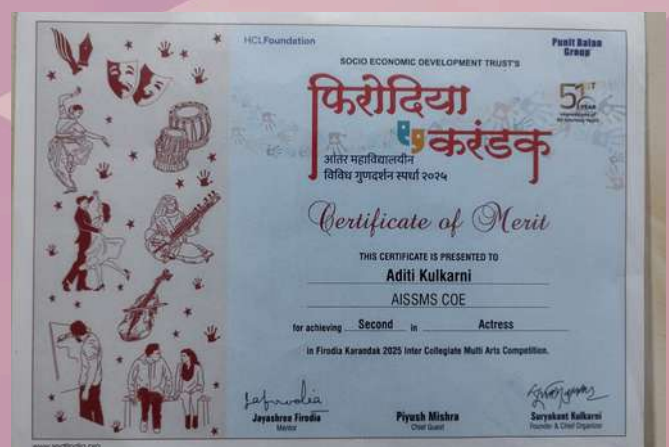 HCLFoundation
Punit Balan
Group
SOCIO ECONOMIC DEVELOPMENT TRUST'S
फिरोदिया
करंडक
51ST
YEAR
आंतर महाविद्यालयीन
विविध गुणदर्शन स्पर्धा २०२५
Certificate of Merit
THIS CERTIFICATE IS PRESENTED TO
Aditi Kulkarni
AISSMS COE
for achieving Second in Actress
in Firodia Karandak 2025 Inter Collegiate Multi Arts Competition.
Jayashree Firodia
Mentor
Piyush Mishra
Chief Guest
Suryakant Kulkarni
Founder & Chief Organizer